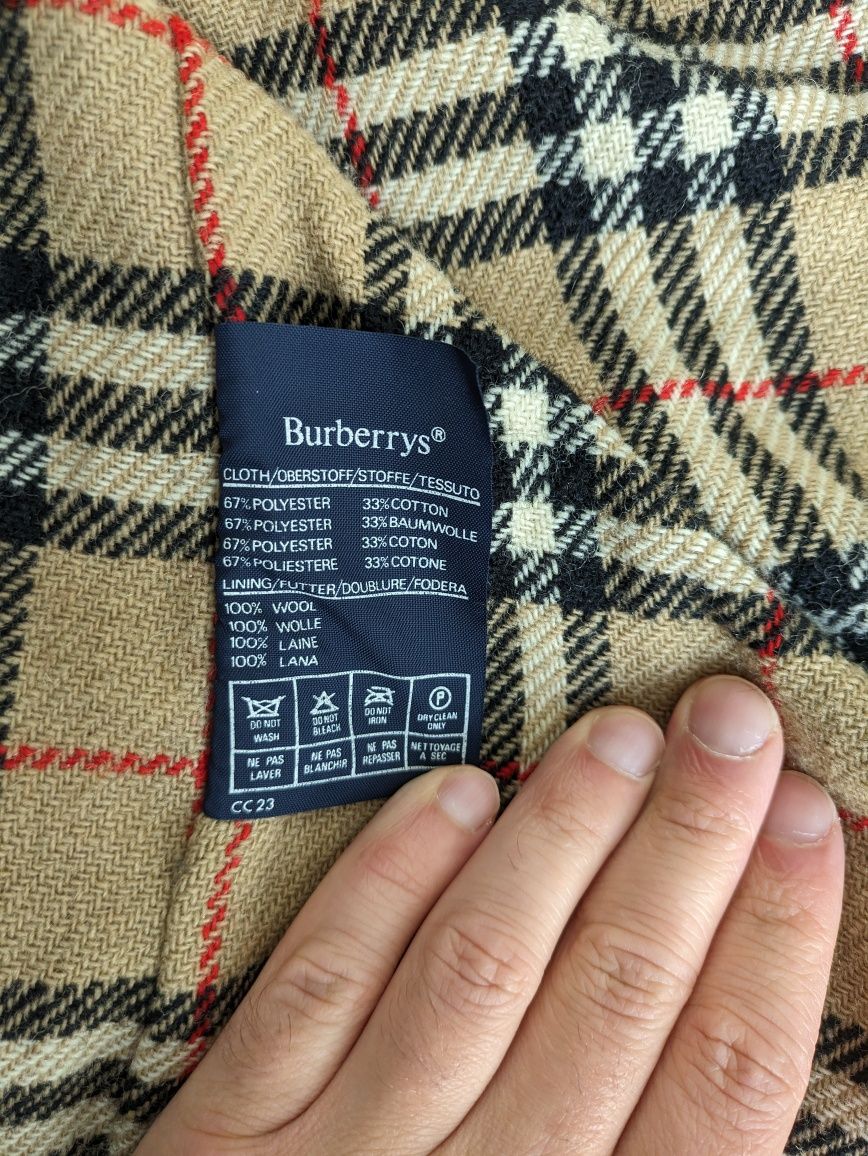 Burberrys®
CLOTH/OBERSTOFF/STOFFE/TESSUTO
67% POLYESTER 33% COTTON
67% POLYESTER 33% BAUMWOLLE
67% POLYESTER 33% COTON
67% POLIESTERE 33% COTONE
LINING/FUTTER/DOUBLURE/FODERA
100% WOOL
100% WOLLE
100% LAINE
100% LANA
DO NOT WASH
DO NOT BLEACH
DO NOT IRON
P
DRY CLEAN ONLY
NE PAS LAVER
NE PAS BLANCHIR
NE PAS REPASSER
NETTOYAGE A SEC
CC 23